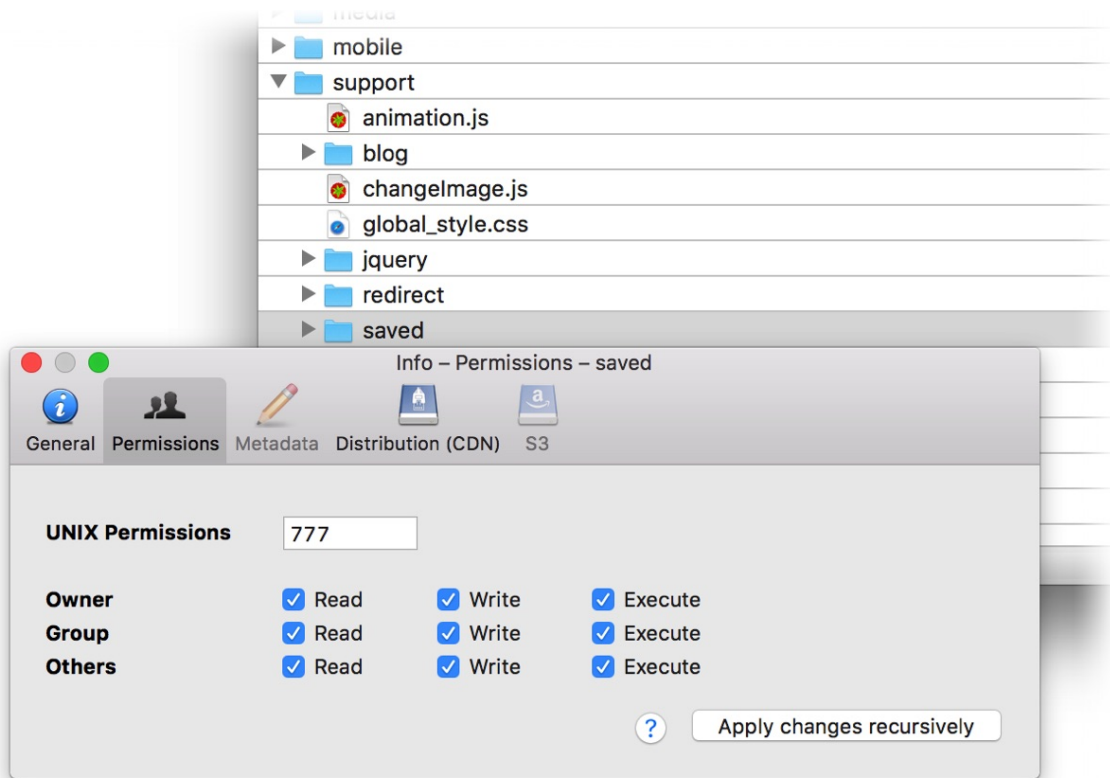 media
mobile
support
animation.js
blog
changeImage.js
global_style.css
jquery
redirect
saved
Info – Permissions – saved
General Permissions Metadata Distribution (CDN) S3
UNIX Permissions 777
Owner Read Write Execute
Group Read Write Execute
Others Read Write Execute
? Apply changes recursively